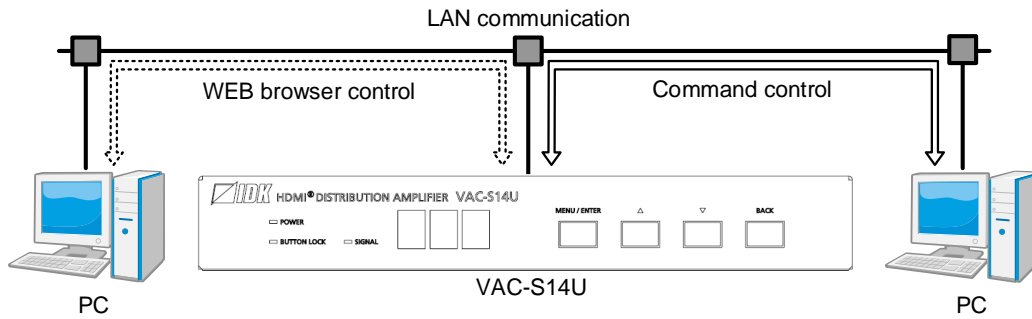 LAN communication
WEB browser control
Command control
IDK HDMI® DISTRIBUTION AMPLIFIER VAC-S14U
POWER
BUTTON LOCK SIGNAL
MENU / ENTER △ ▽ BACK
VAC-S14U
PC
PC